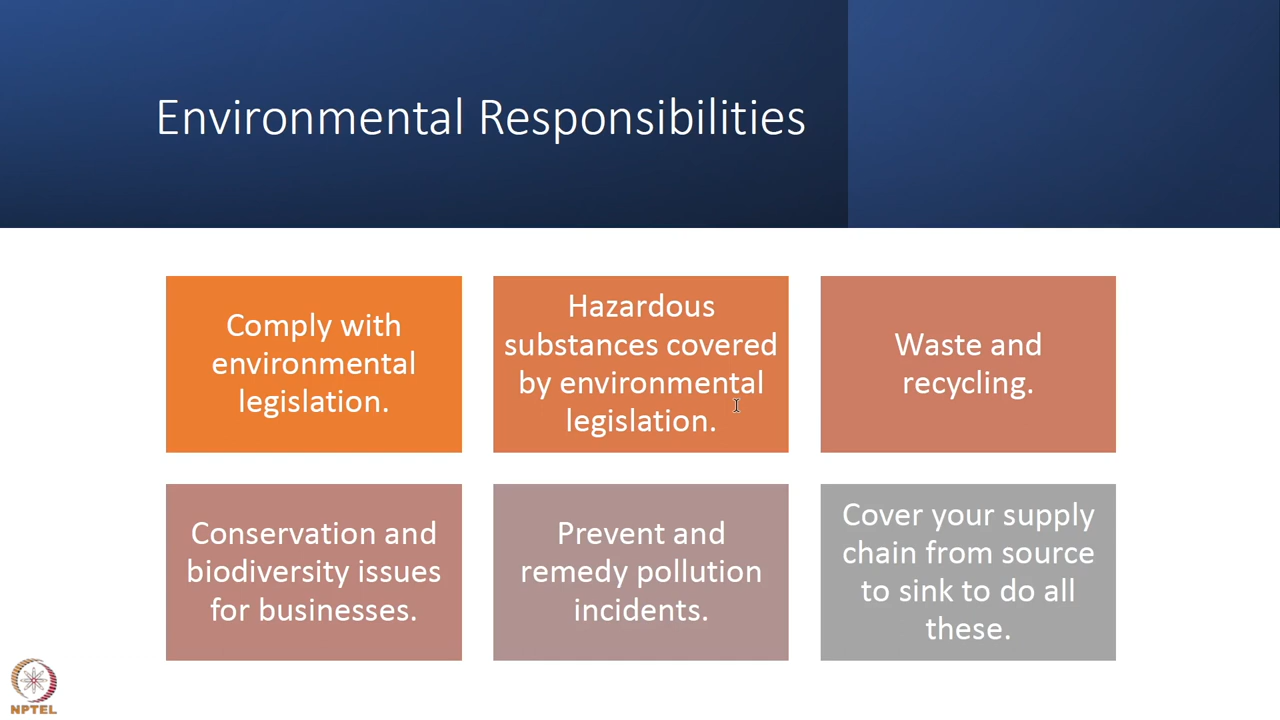 Environmental Responsibilities
Comply with
environmental
legislation.
Hazardous
substances covered
by environmental
legislation.
Waste and
recycling.
Conservation and
biodiversity issues
for businesses.
Prevent and
remedy pollution
incidents.
Cover your supply
chain from source
to sink to do all
these.
NPTEL